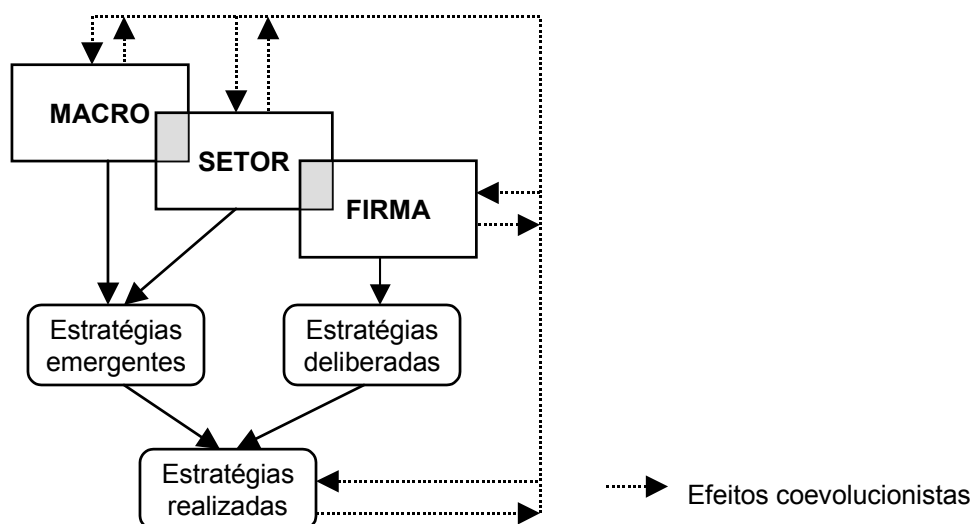 MACRO
SETOR
FIRMA
Estratégias
emergentes
Estratégias
deliberadas
Estratégias
realizadas
Efeitos coevolucionistas